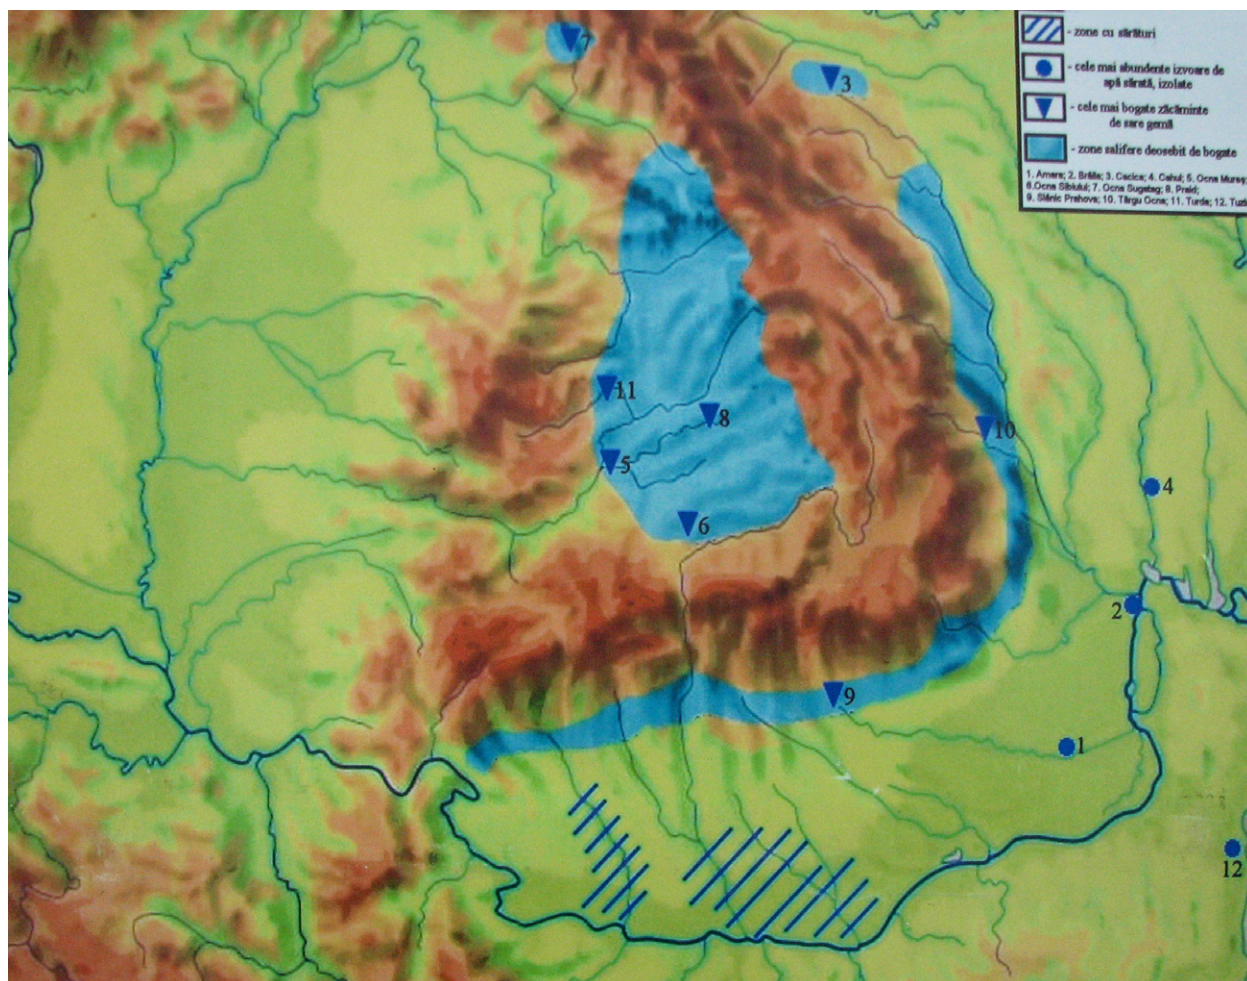 - zone cu sărături
- cele mai abundente izvoare de
apă sărată, izolate
- cele mai bogate zăcăminte
de sare gemă
- zone salifere deosebit de bogate
1. Amara; 2. Brăila; 3. Cacica; 4. Cahul; 5. Ocna Mureș;
6.Ocna Sibiului; 7. Ocna Șugatag; 8. Praid;
9. Slănic Prahova; 10. Târgu Ocna; 11. Turda; 12.
7
3
11
8
10
5
4
6
2
9
1
12